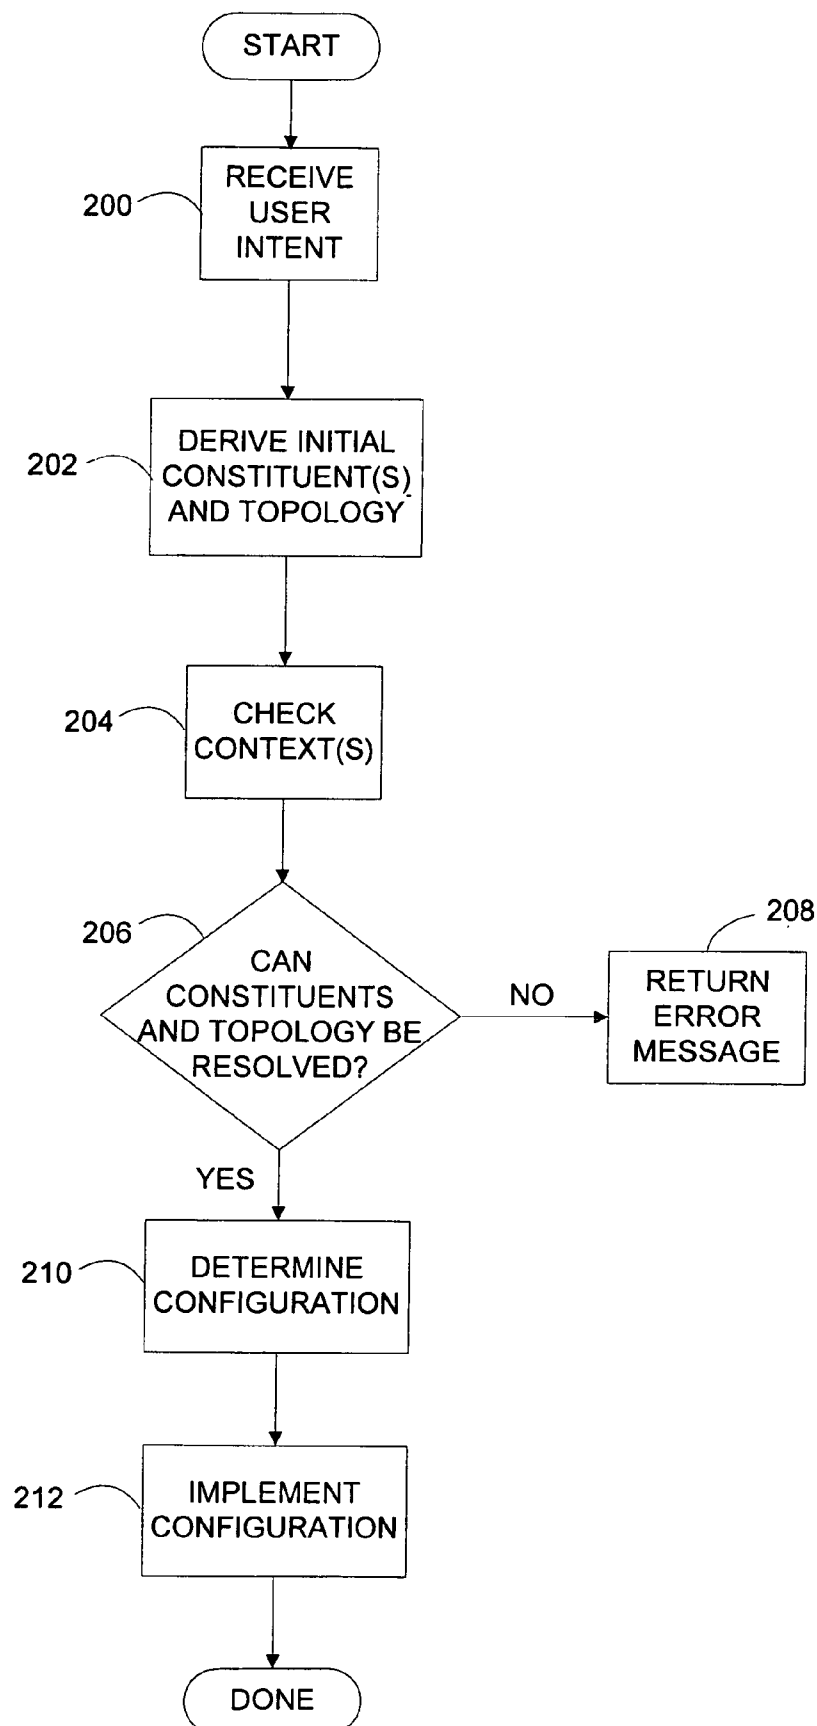 START
200
RECEIVE
USER
INTENT
202
DERIVE INITIAL
CONSTITUENT(S)
AND TOPOLOGY
204
CHECK
CONTEXT(S)
206
CAN
CONSTITUENTS
AND TOPOLOGY BE
RESOLVED?
NO
208
RETURN
ERROR
MESSAGE
YES
210
DETERMINE
CONFIGURATION
212
IMPLEMENT
CONFIGURATION
DONE